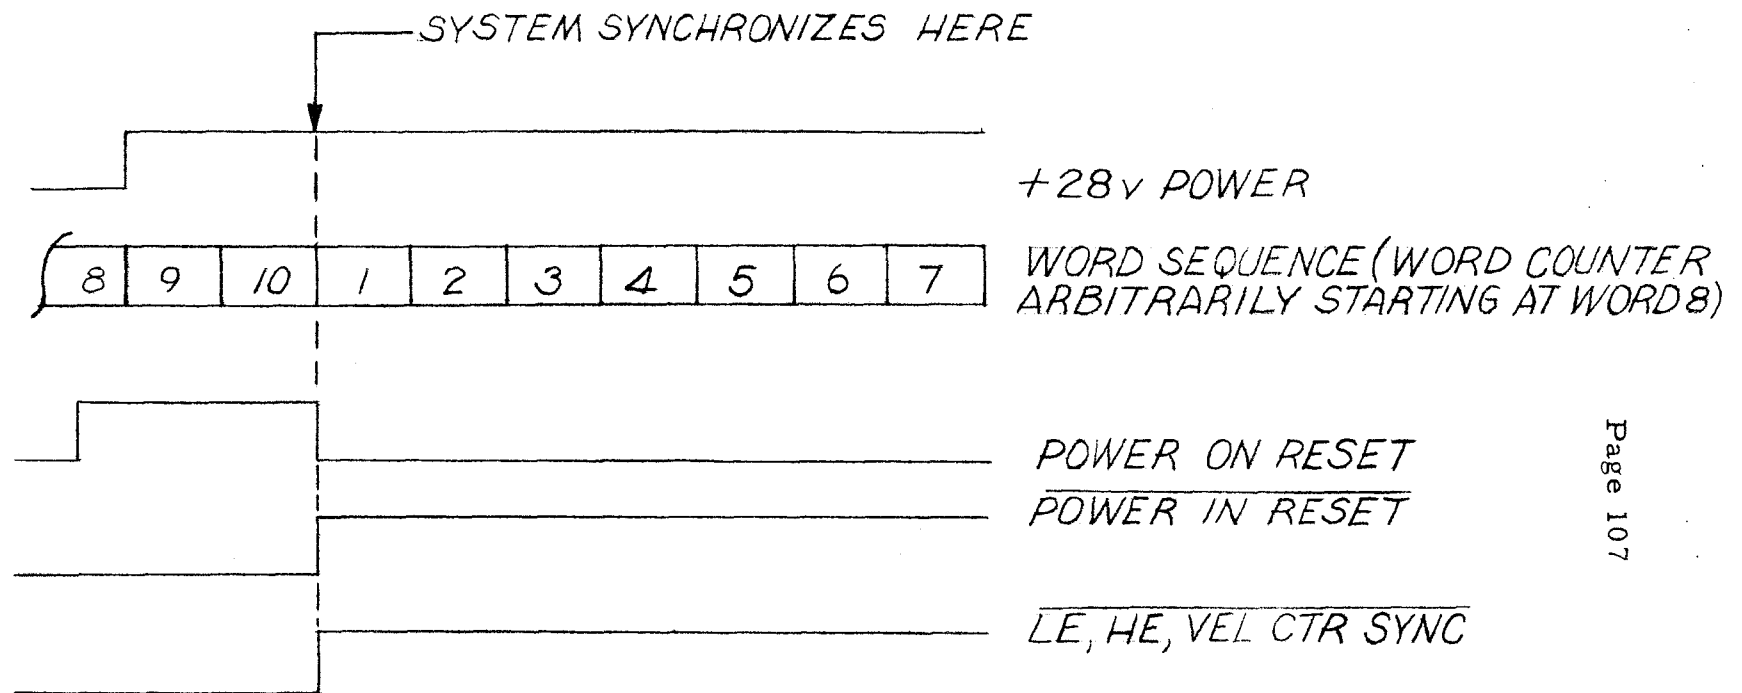 SYSTEM SYNCHRONIZES HERE
+28v POWER
8 9 10 1 2 3 4 5 6 7
WORD SEQUENCE (WORD COUNTER
ARBITRARILY STARTING AT WORD 8)
POWER ON RESET
POWER IN RESET
LE, HE, VEL CTR SYNC
Page 107